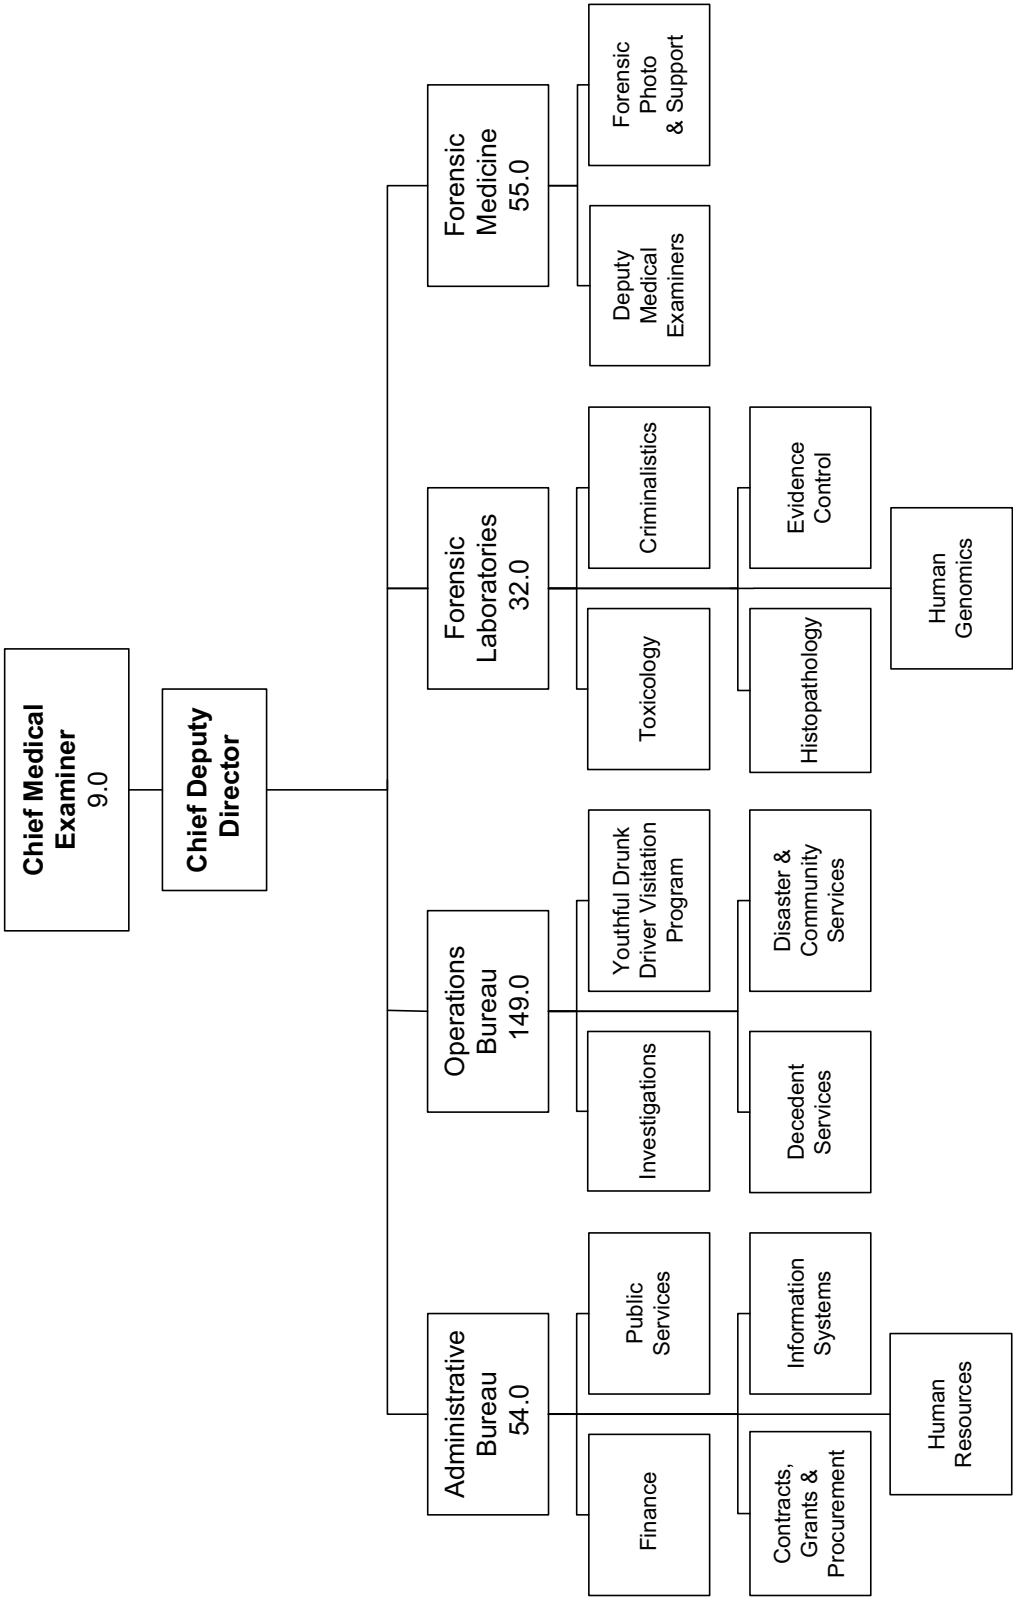 Chief Medical
Examiner
9.0
Chief Deputy
Director
Administrative
Bureau
54.0
Operations
Bureau
149.0
Forensic
Laboratories
32.0
Forensic
Medicine
55.0
Finance
Public
Services
Contracts,
Grants &
Procurement
Information
Systems
Human
Resources
Investigations
Youthful Drunk
Driver Visitation
Program
Decedent
Services
Disaster &
Community
Services
Toxicology
Criminalistics
Histopathology
Evidence
Control
Human
Genomics
Deputy
Medical
Examiners
Forensic
Photo
& Support